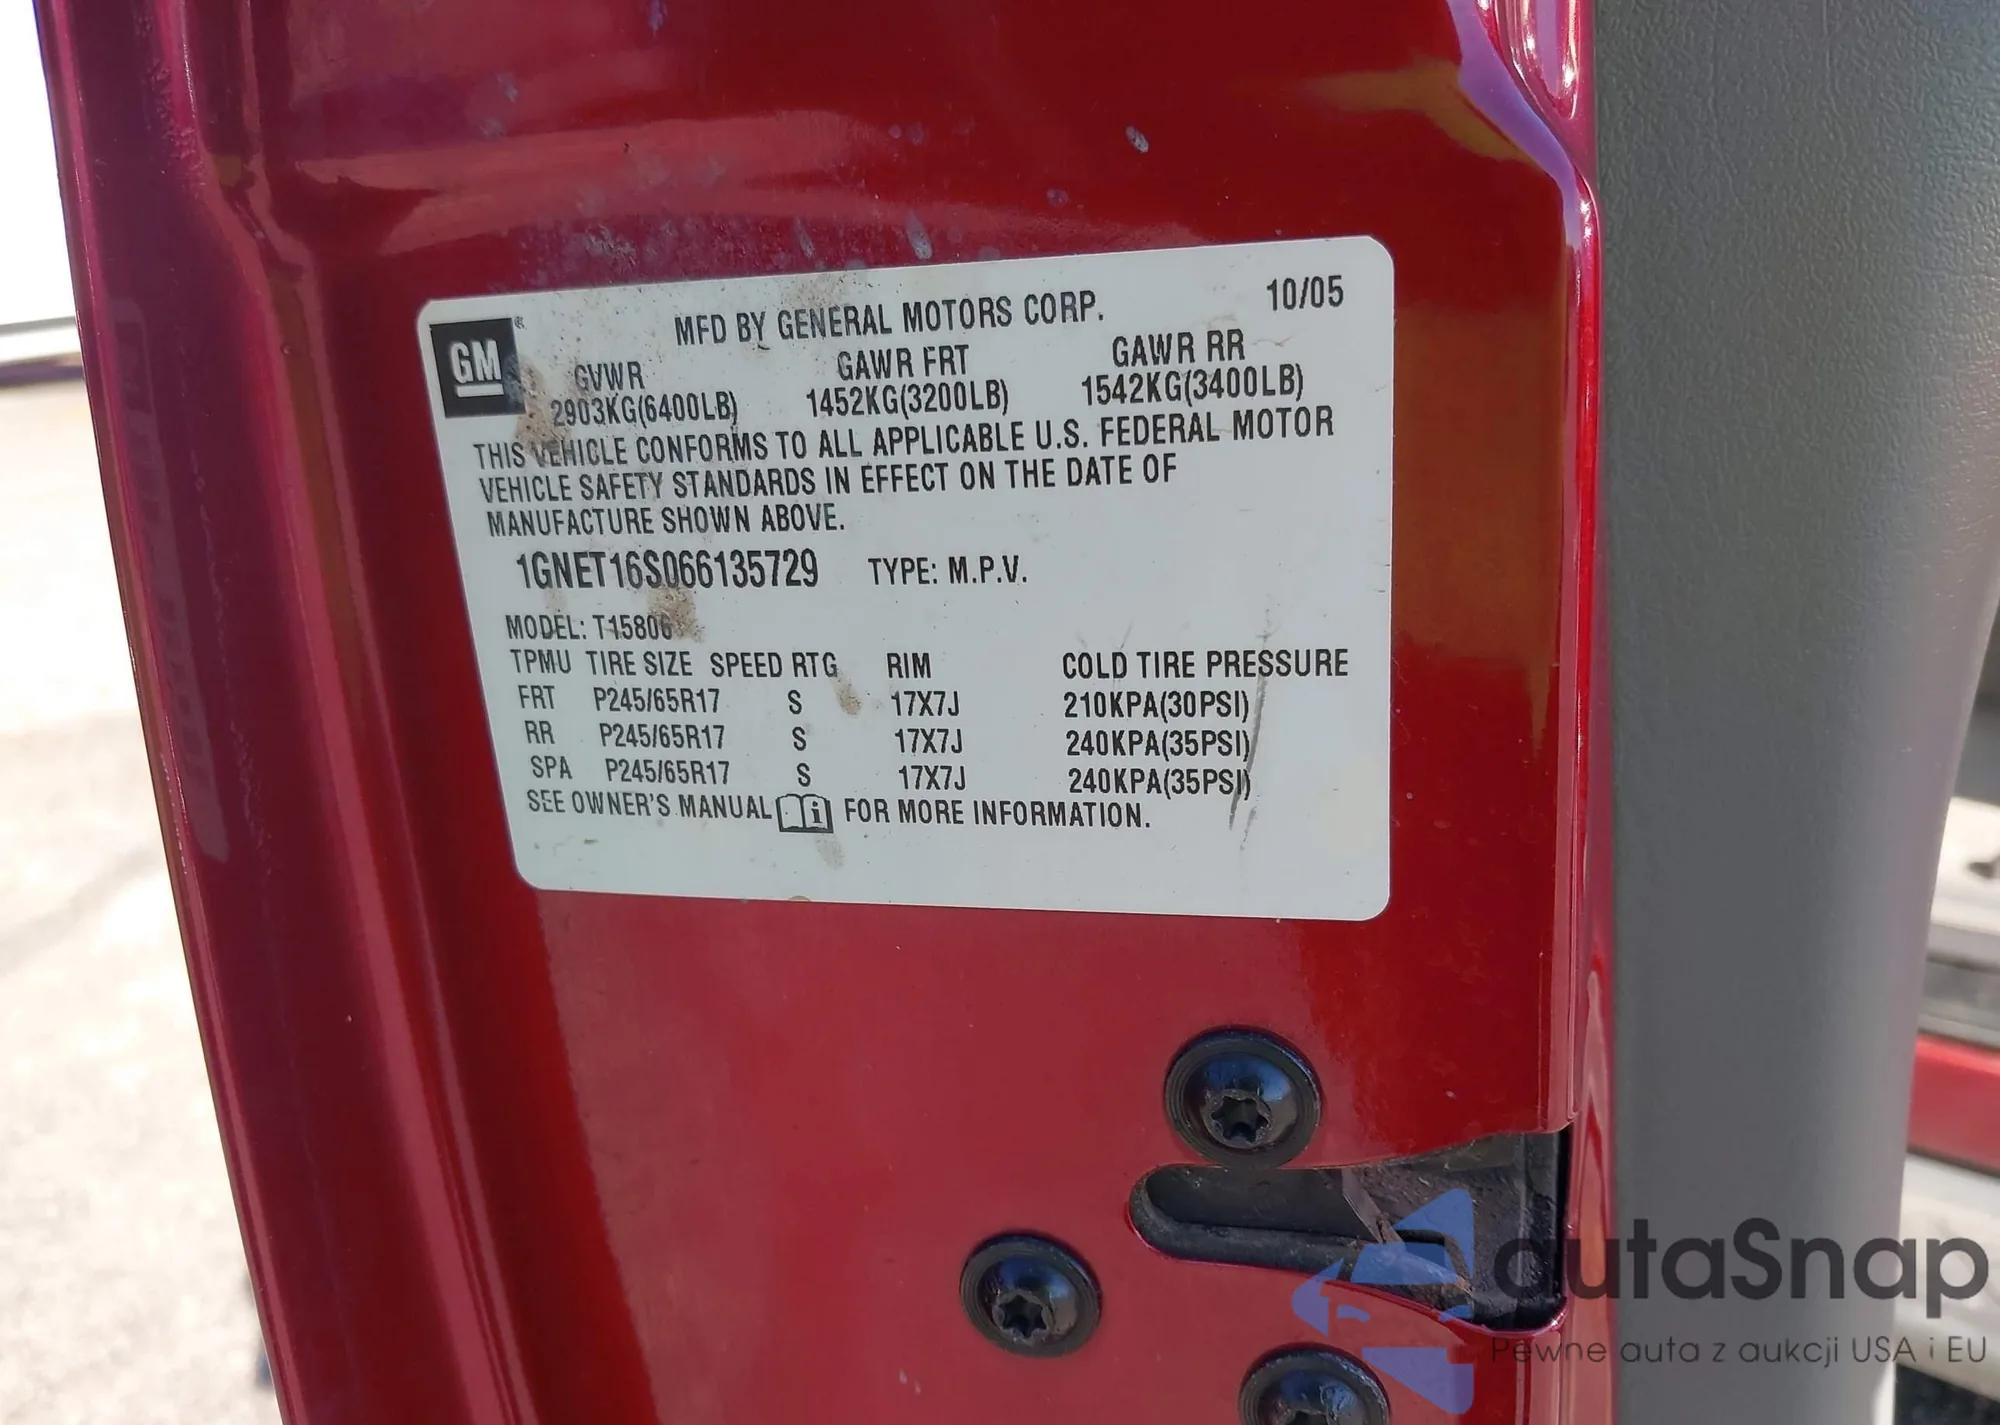 GM®
MFD BY GENERAL MOTORS CORP. 10/05
GVWR GAWR FRT GAWR RR
2903KG(6400LB) 1452KG(3200LB) 1542KG(3400LB)
THIS VEHICLE CONFORMS TO ALL APPLICABLE U.S. FEDERAL MOTOR
VEHICLE SAFETY STANDARDS IN EFFECT ON THE DATE OF
MANUFACTURE SHOWN ABOVE.
1GNET16S066135729 TYPE: M.P.V.
MODEL: T15806
TPMU TIRE SIZE SPEED RTG RIM COLD TIRE PRESSURE
FRT P245/65R17 S 17X7J 210KPA(30PSI)
RR P245/65R17 S 17X7J 240KPA(35PSI)
SPA P245/65R17 S 17X7J 240KPA(35PSI)
SEE OWNER'S MANUAL FOR MORE INFORMATION.
autaSnap
Pewne auta z aukcji USA i EU